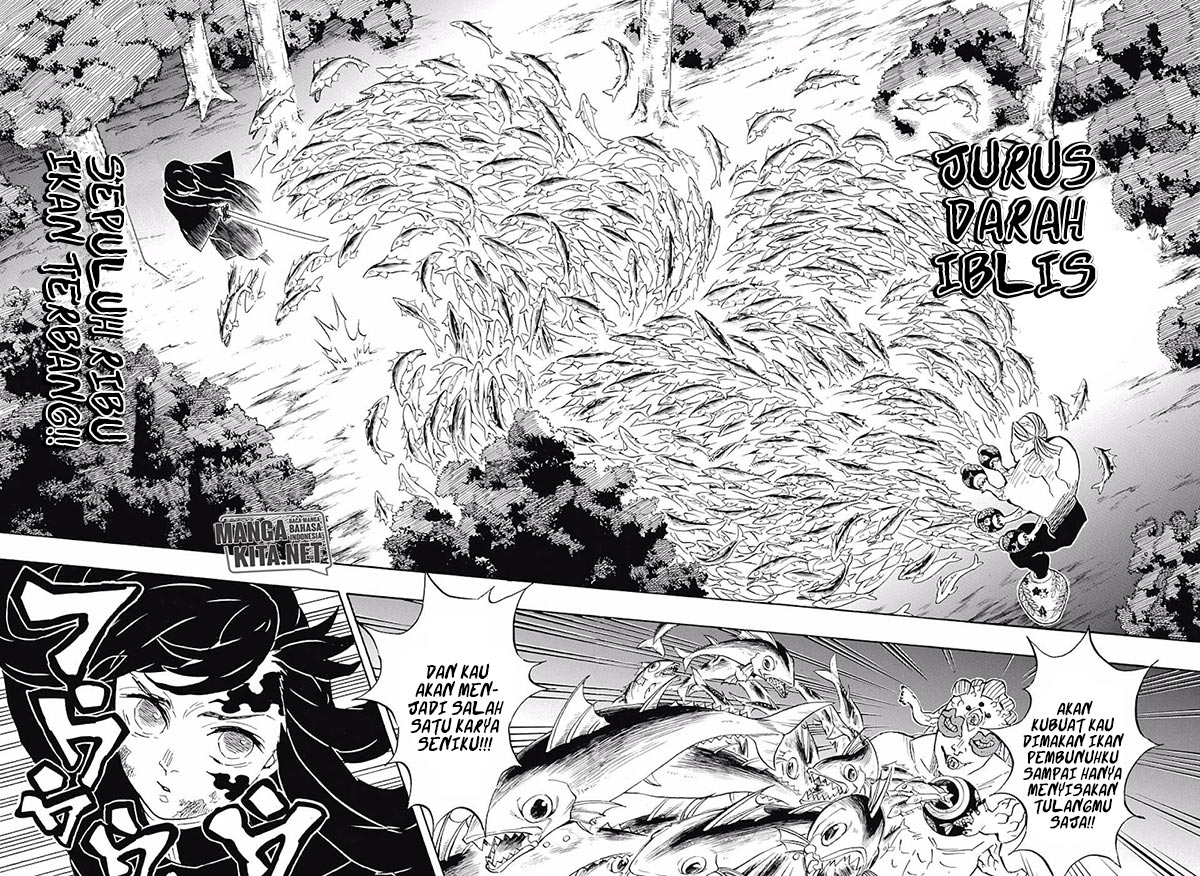 JURUS
DARAH
IBLIS
SEPULUH RIBU
IKAN TERBANG!!
MANGA
KITA.NET
BACA MANGA
BAHASA
INDONESIA
AKAN
KUBUAT KAU
DIMAKAN IKAN
PEMBUNUHKU
SAMPAI HANYA
MENYISAKAN
TULANGMU
SAJA!!
DAN KAU
AKAN MEN-
JADI SALAH
SATU KARYA
SENIKU!!!